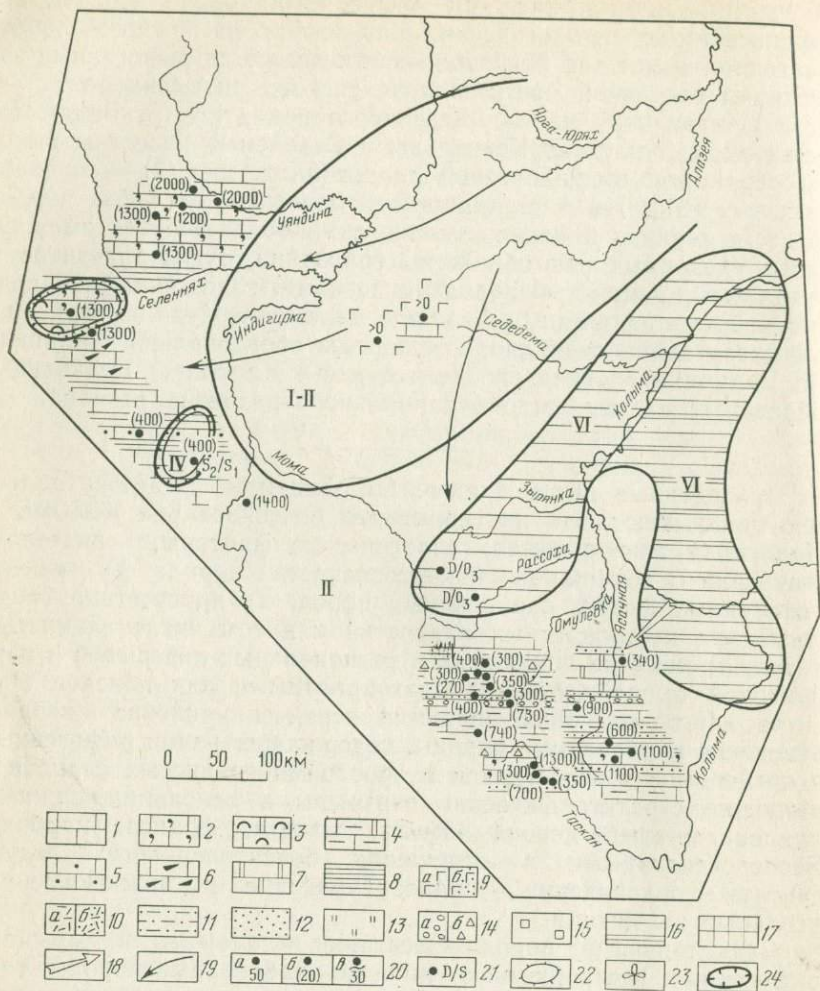 Арга-Юрях
Алазея
(2000)
(2000)
(1300)
(1200)
Уяндина
(1300)
Селеннях
(1300)
Индигирка
>0
>0
Седедема
(1300)
I-II
Колыма
VI
(400)
(400)
IV S₂/S₁
Мома
VI
Зырянка
(1400)
Рассоха
D/O₃
II
D/O₃
Омулевка
Ясачная
(400) (300)
(340)
(300) (350)
(270) (300)
(400) (730)
(900)
(740)
(600)
(1300)
(1100)
(300)
(1100)
(700) (350)
Колыма
0 50 100 км
Таскан
1 2 3 4
5 6 7 8 а б 9
а б 10 11 12 13 а б 14 15 16 17
18 19 а 50 б (20) в ~30 20 D/S 21 22 23 24